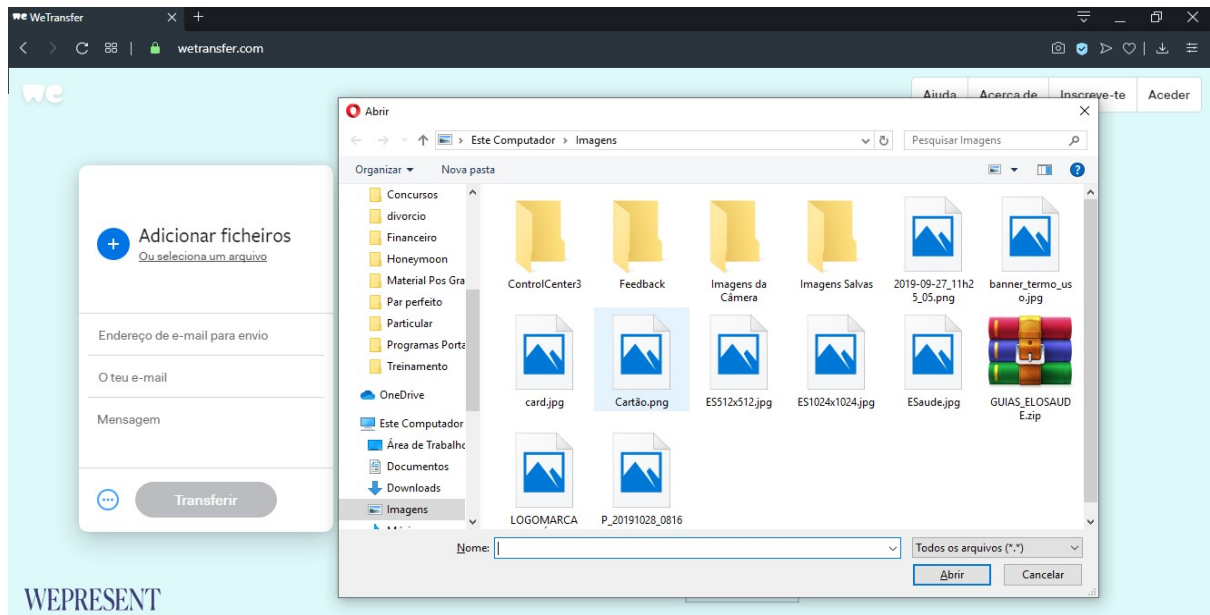 we WeTransfer
wetransfer.com
we
Ajuda Acerca de Inscreve-te Aceder
Adicionar ficheiros
Ou seleciona um arquivo
Endereço de e-mail para envio
O teu e-mail
Mensagem
Transferir
WEPRESENT
Abrir
Este Computador > Imagens
Pesquisar Imagens
Organizar
Nova pasta
Concursos
divorcio
Financeiro
Honeymoon
Material Pos Gra
Par perfeito
Particular
Programas Porta
Treinamento
OneDrive
Este Computador
Área de Trabalho
Documentos
Downloads
Imagens
ControlCenter3
Feedback
Imagens da
Câmera
Imagens Salvas
2019-09-27_11h2
5_05.png
banner_termo_us
o.jpg
card.jpg
Cartão.png
ES512x512.jpg
ES1024x1024.jpg
ESaude.jpg
GUIAS_ELOSAUD
E.zip
LOGOMARCA
P_20191028_0816
Nome:
Todos os arquivos (*.*)
Abrir
Cancelar